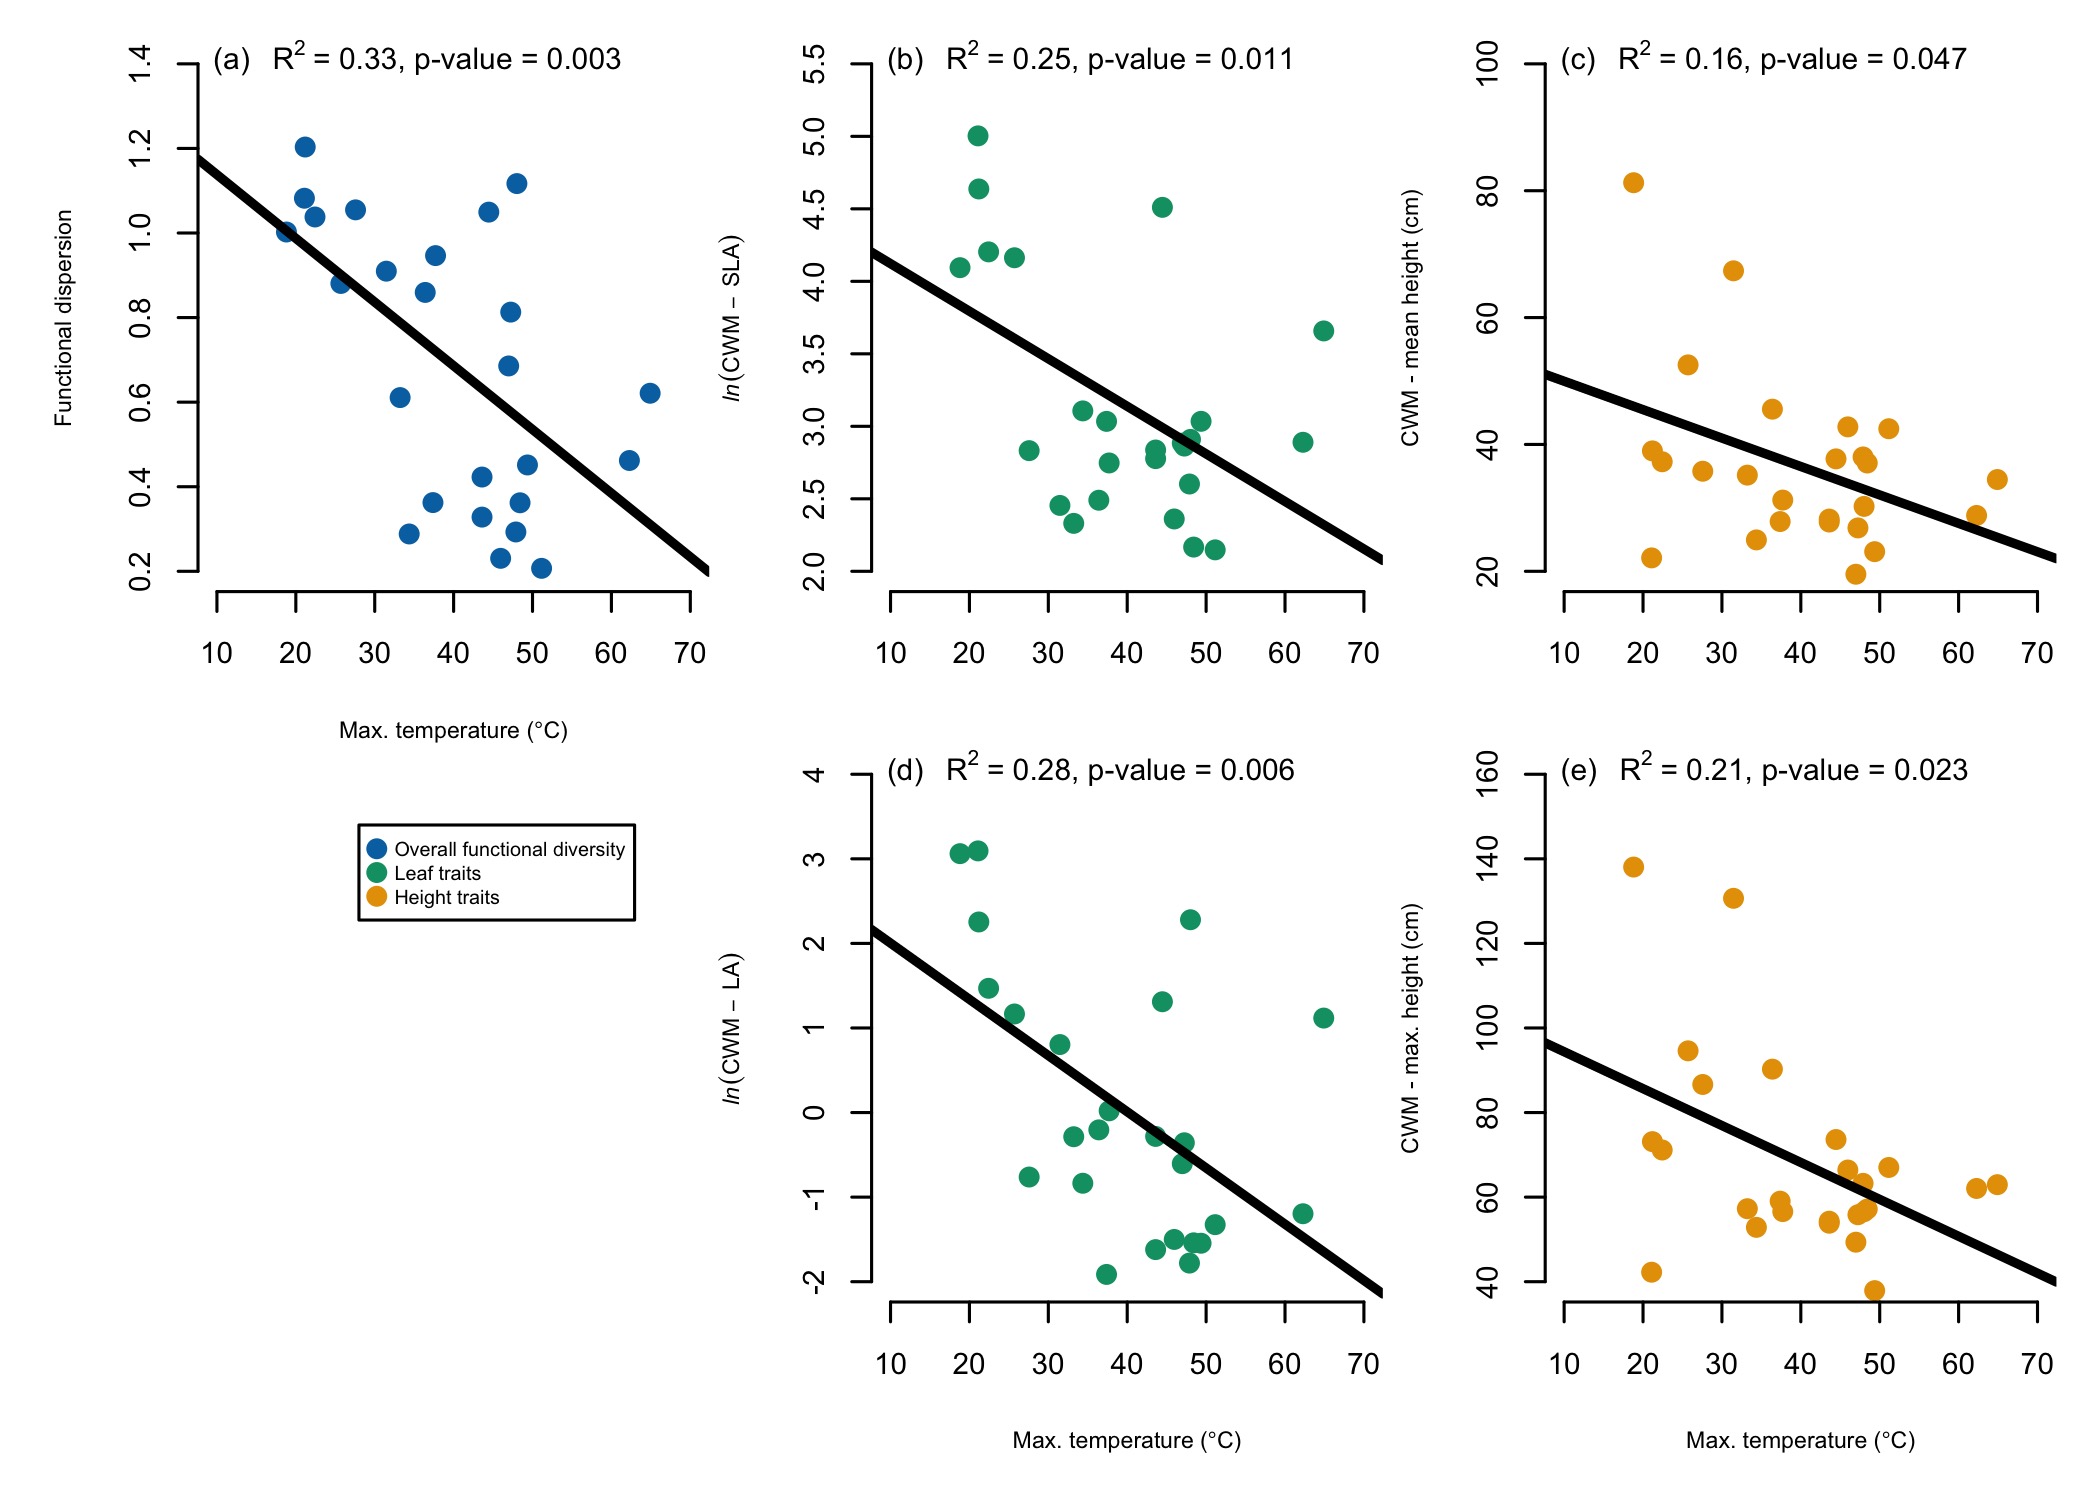 (a) R² = 0.33, p-value = 0.003
Functional dispersion
1.4
1.2
1.0
0.8
0.6
0.4
0.2
10 20 30 40 50 60 70
Max. temperature (°C)
(b) R² = 0.25, p-value = 0.011
ln(CWM – SLA)
5.5
5.0
4.5
4.0
3.5
3.0
2.5
2.0
10 20 30 40 50 60 70
(c) R² = 0.16, p-value = 0.047
CWM - mean height (cm)
100
80
60
40
20
10 20 30 40 50 60 70
Overall functional diversity
Leaf traits
Height traits
(d) R² = 0.28, p-value = 0.006
ln(CWM – LA)
4
3
2
1
0
-1
-2
10 20 30 40 50 60 70
Max. temperature (°C)
(e) R² = 0.21, p-value = 0.023
CWM - max. height (cm)
160
140
120
100
80
60
40
10 20 30 40 50 60 70
Max. temperature (°C)